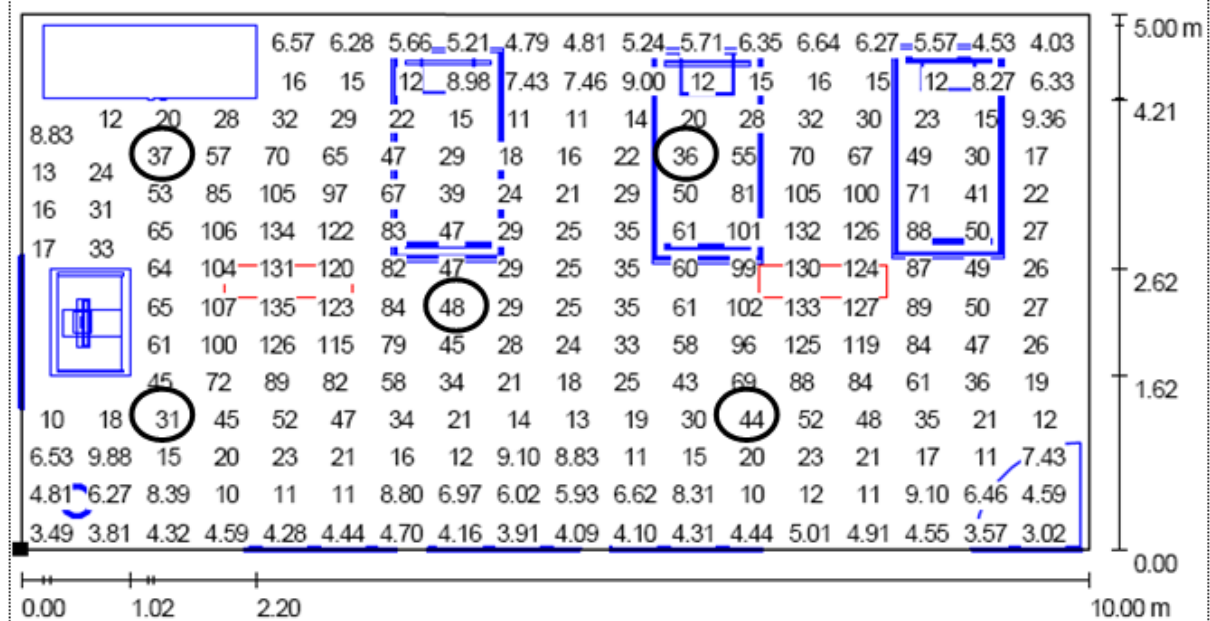 6.57 6.28 5.66 5.21 4.79 4.81 5.24 5.71 6.35 6.64 6.27 5.57 4.53 4.03 5.00 m
16 15 12 8.98 7.43 7.46 9.00 12 15 16 15 12 8.27 6.33
12 20 28 32 29 22 15 11 11 14 20 28 32 30 23 15 9.36 4.21
8.83
37 57 70 65 47 29 18 16 22 36 55 70 67 49 30 17
13 24
53 85 105 97 67 39 24 21 29 50 81 105 100 71 41 22
16 31
65 106 134 122 83 47 29 25 35 61 101 132 126 88 50 27
17 33
64 104 131 120 82 47 29 25 35 60 99 130 124 87 49 26 2.62
65 107 135 123 84 48 29 25 35 61 102 133 127 89 50 27
61 100 126 115 79 45 28 24 33 58 96 125 119 84 47 26
45 72 89 82 58 34 21 18 25 43 69 88 84 61 36 19 1.62
10 18 31 45 52 47 34 21 14 13 19 30 44 52 48 35 21 12
6.53 9.88 15 20 23 21 16 12 9.10 8.83 11 15 20 23 21 17 11 7.43
4.81 6.27 8.39 10 11 11 8.80 6.97 6.02 5.93 6.62 8.31 10 12 11 9.10 6.46 4.59
3.49 3.81 4.32 4.59 4.28 4.44 4.70 4.16 3.91 4.09 4.10 4.31 4.44 5.01 4.91 4.55 3.57 3.02
0.00
0.00 1.02 2.20 10.00 m